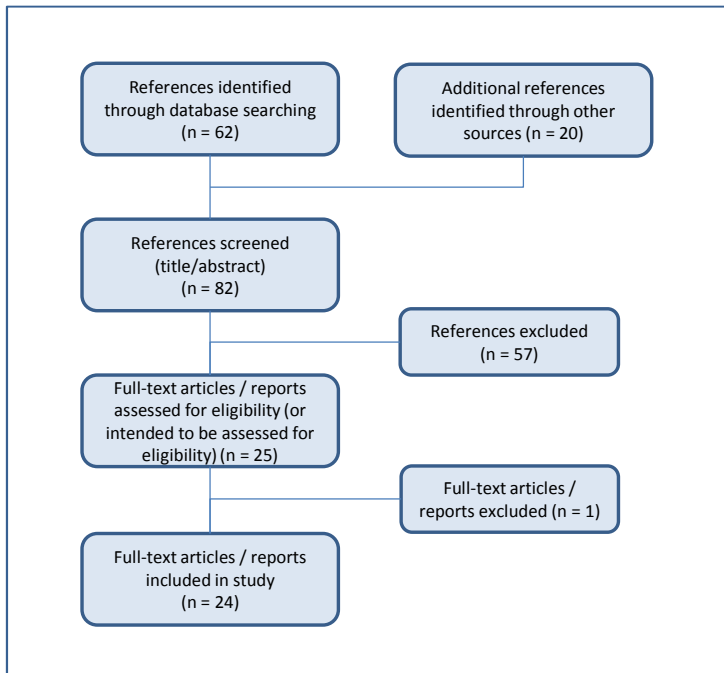 References identified
through database searching
(n = 62)
Additional references
identified through other
sources (n = 20)
References screened
(title/abstract)
(n = 82)
References excluded
(n = 57)
Full-text articles / reports
assessed for eligibility (or
intended to be assessed for
eligibility) (n = 25)
Full-text articles /
reports excluded (n = 1)
Full-text articles / reports
included in study
(n = 24)